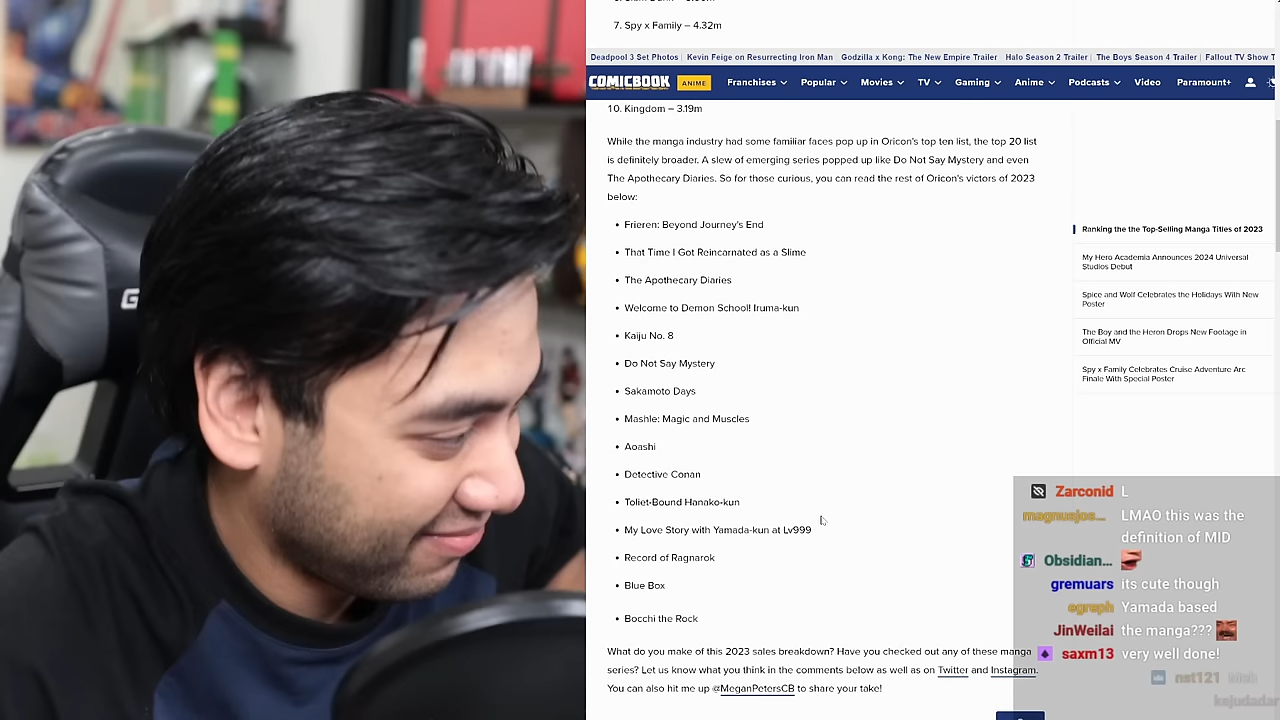 7. Spy x Family – 4.32m
Deadpool 3 Set Photos | Kevin Feige on Resurrecting Iron Man Godzilla x Kong: The New Empire Trailer Halo Season 2 Trailer | The Boys Season 4 Trailer | Fallout TV Show T
COMICBOOK ANIME Franchises Popular Movies TV Gaming Anime Podcasts Video Paramount+
10. Kingdom – 3.19m
While the manga industry had some familiar faces pop up in Oricon's top ten list, the top 20 list
is definitely broader. A slew of emerging series popped up like Do Not Say Mystery and even
The Apothecary Diaries. So for those curious, you can read the rest of Oricon's victors of 2023
below:
• Frieren: Beyond Journey's End
• That Time I Got Reincarnated as a Slime
• The Apothecary Diaries
• Welcome to Demon School! Iruma-kun
• Kaiju No. 8
• Do Not Say Mystery
• Sakamoto Days
• Mashle: Magic and Muscles
• Aoashi
• Detective Conan
• Toliet-Bound Hanako-kun
• My Love Story with Yamada-kun at Lv999
• Record of Ragnarok
• Blue Box
• Bocchi the Rock
What do you make of this 2023 sales breakdown? Have you checked out any of these manga
series? Let us know what you think in the comments below as well as on Twitter and Instagram.
You can also hit me up @MeganPetersCB to share your take!
Ranking the the Top-Selling Manga Titles of 2023
My Hero Academia Announces 2024 Universal
Studios Debut
Spice and Wolf Celebrates the Holidays With New
Poster
The Boy and the Heron Drops New Footage in
Official MV
Spy x Family Celebrates Cruise Adventure Arc
Finale With Special Poster
Zarconid L
magnusjoe... LMAO this was the
definition of MID
Obsidian...
gremuars its cute though
egreph Yamada based
JinWeilai the manga???
saxm13 very well done!
nst121 Meh